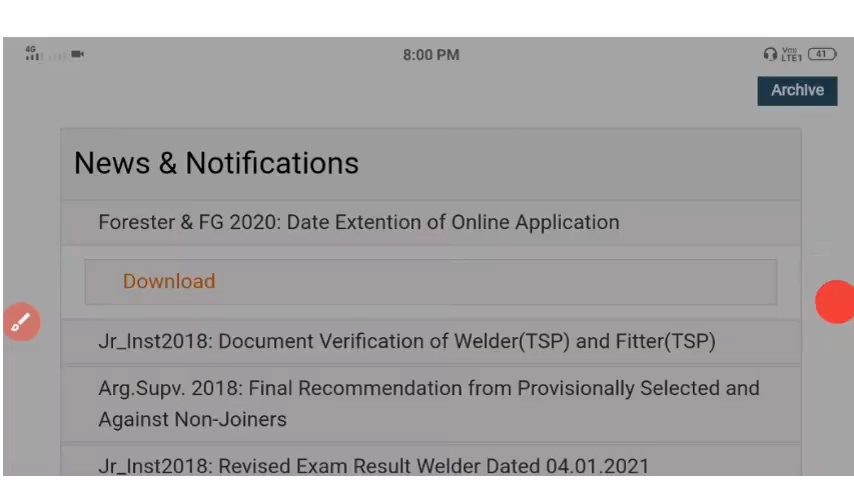 4G
8:00 PM
Vo))
LTE1
41
Archive
News & Notifications
Forester & FG 2020: Date Extention of Online Application
Download
Jr_Inst2018: Document Verification of Welder(TSP) and Fitter(TSP)
Arg.Supv. 2018: Final Recommendation from Provisionally Selected and
Against Non-Joiners
Jr_Inst2018: Revised Exam Result Welder Dated 04.01.2021